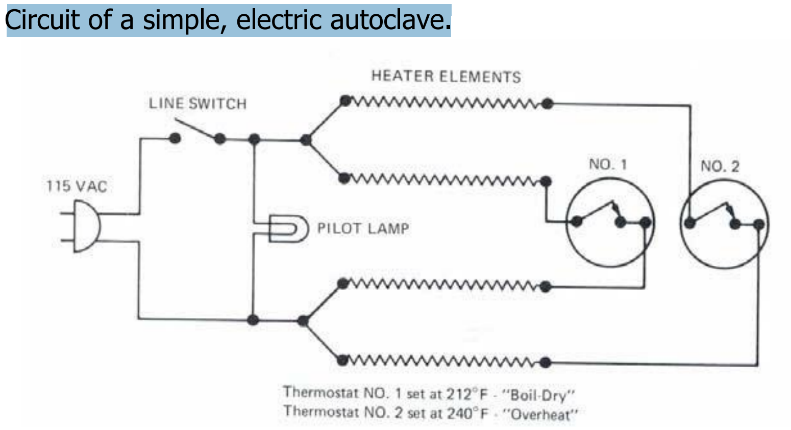 Circuit of a simple, electric autoclave.
HEATER ELEMENTS
LINE SWITCH
NO. 1
NO. 2
115 VAC
PILOT LAMP
Thermostat NO. 1 set at 212°F - "Boil-Dry"
Thermostat NO. 2 set at 240°F - "Overheat"